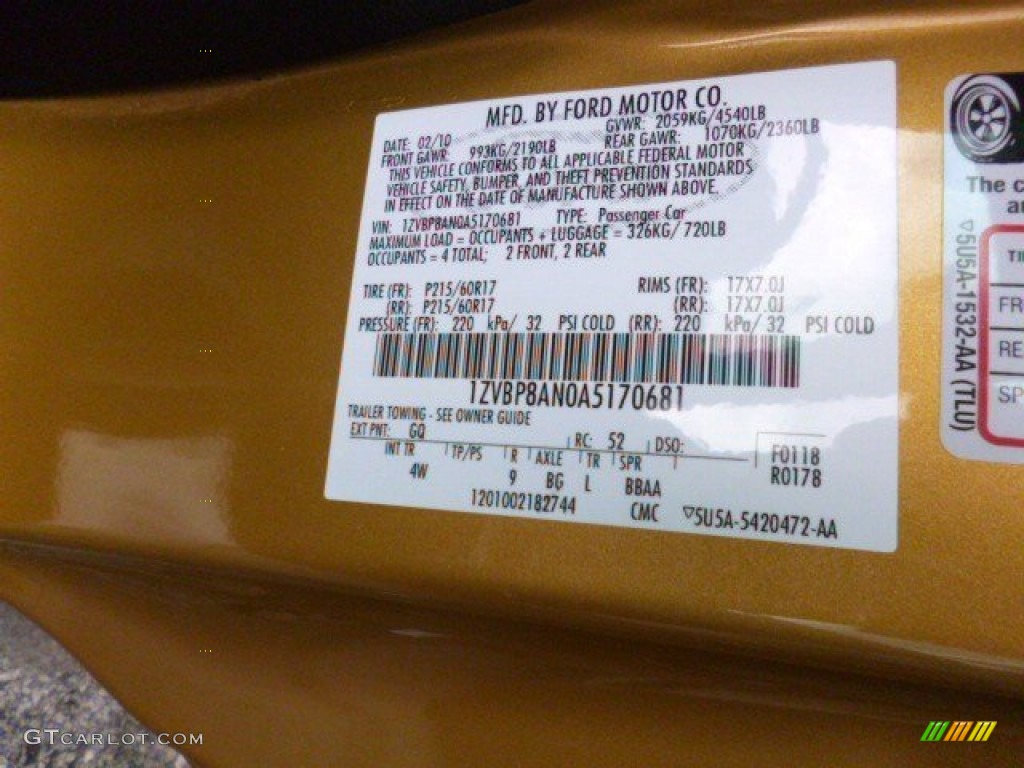 MFD. BY FORD MOTOR CO.
DATE: 02/10 GVWR: 2059KG/4540LB
FRONT GAWR: 993KG/2190LB REAR GAWR: 1070KG/2360LB
THIS VEHICLE CONFORMS TO ALL APPLICABLE FEDERAL MOTOR
VEHICLE SAFETY, BUMPER, AND THEFT PREVENTION STANDARDS
IN EFFECT ON THE DATE OF MANUFACTURE SHOWN ABOVE.
VIN: 1ZVBP8AN0A5170681 TYPE: Passenger Car
MAXIMUM LOAD = OCCUPANTS + LUGGAGE = 326KG/ 720LB
OCCUPANTS = 4 TOTAL; 2 FRONT, 2 REAR
TIRE (FR): P215/60R17 RIMS (FR): 17X7.0J
(RR): P215/60R17 (RR): 17X7.0J
PRESSURE (FR): 220 kPa/ 32 PSI COLD (RR): 220 kPa/ 32 PSI COLD
1ZVBP8AN0A5170681
TRAILER TOWING - SEE OWNER GUIDE
EXT PNT: GQ RC: 52 DSO: F0118
INT TR TP/PS R AXLE TR SPR R0178
4W 9 BG L BBAA
1201002182744 CMC ▽5U5A-5420472-AA
The c
a
▽5U5A-1532-AA (TLU)
TI
FR
RE
SP
GTCARLOT.COM